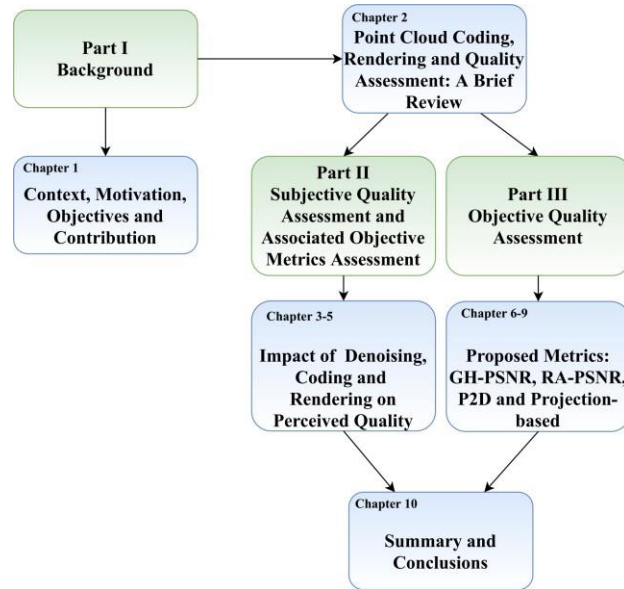 Part I
Background
Chapter 2
Point Cloud Coding,
Rendering and Quality
Assessment: A Brief
Review
Chapter 1
Context, Motivation,
Objectives and
Contribution
Part II
Subjective Quality
Assessment and
Associated Objective
Metrics Assessment
Part III
Objective Quality
Assessment
Chapter 3-5
Impact of Denoising,
Coding and
Rendering on
Perceived Quality
Chapter 6-9
Proposed Metrics:
GH-PSNR, RA-PSNR,
P2D and Projection-
based
Chapter 10
Summary and
Conclusions